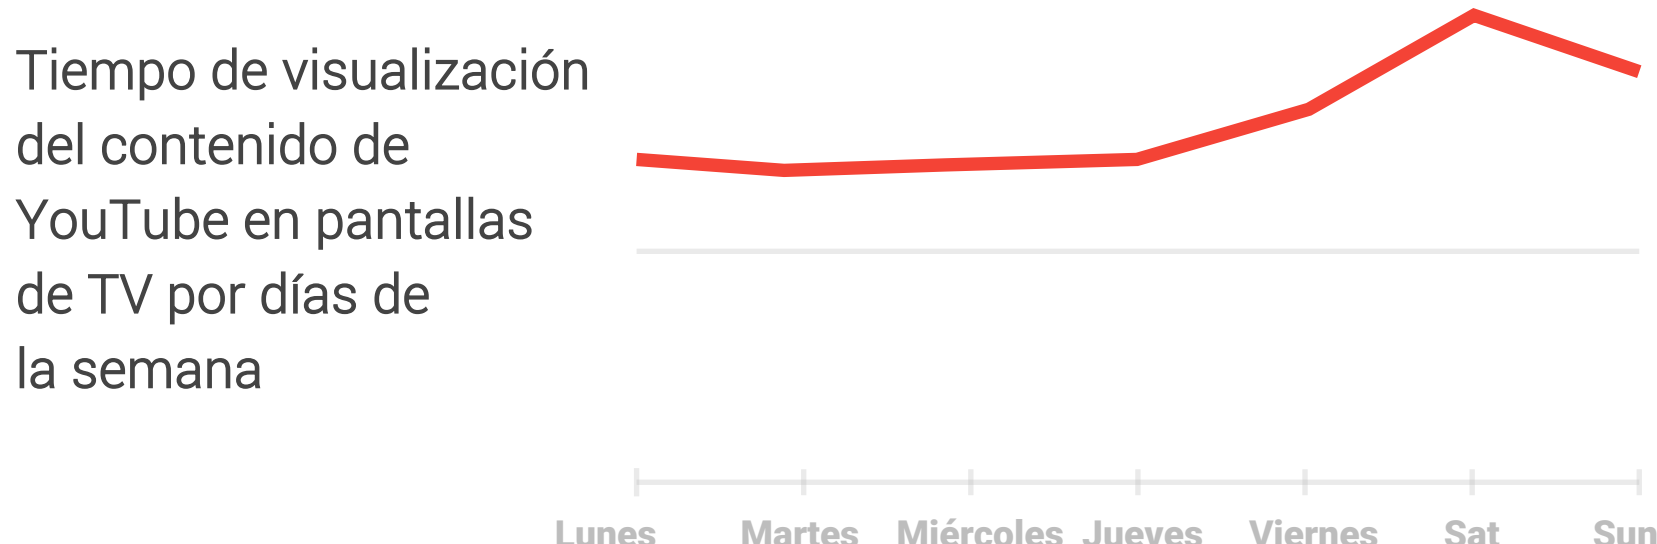 Tiempo de visualización
del contenido de
YouTube en pantallas
de TV por días de
la semana
Lunes Martes Miércoles Jueves Viernes Sat Sun